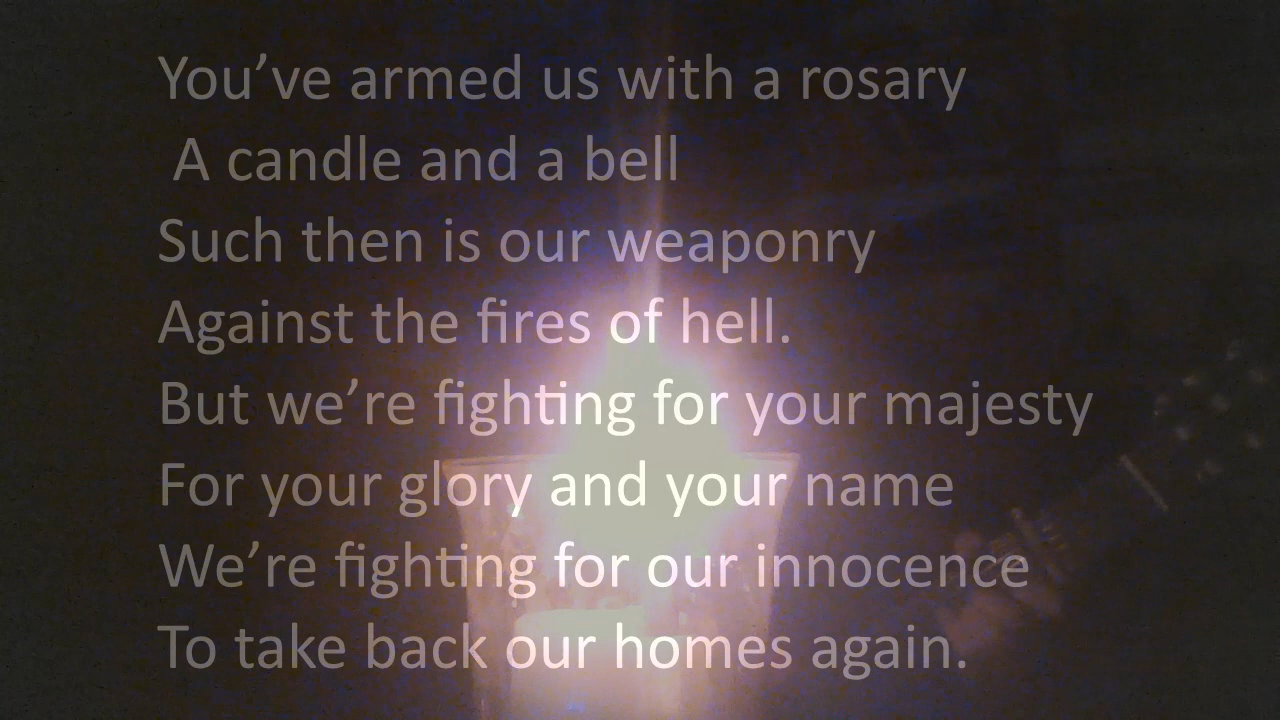 You’ve armed us with a rosary
A candle and a bell
Such then is our weaponry
Against the fires of hell.
But we’re fighting for your majesty
For your glory and your name
We’re fighting for our innocence
To take back our homes again.